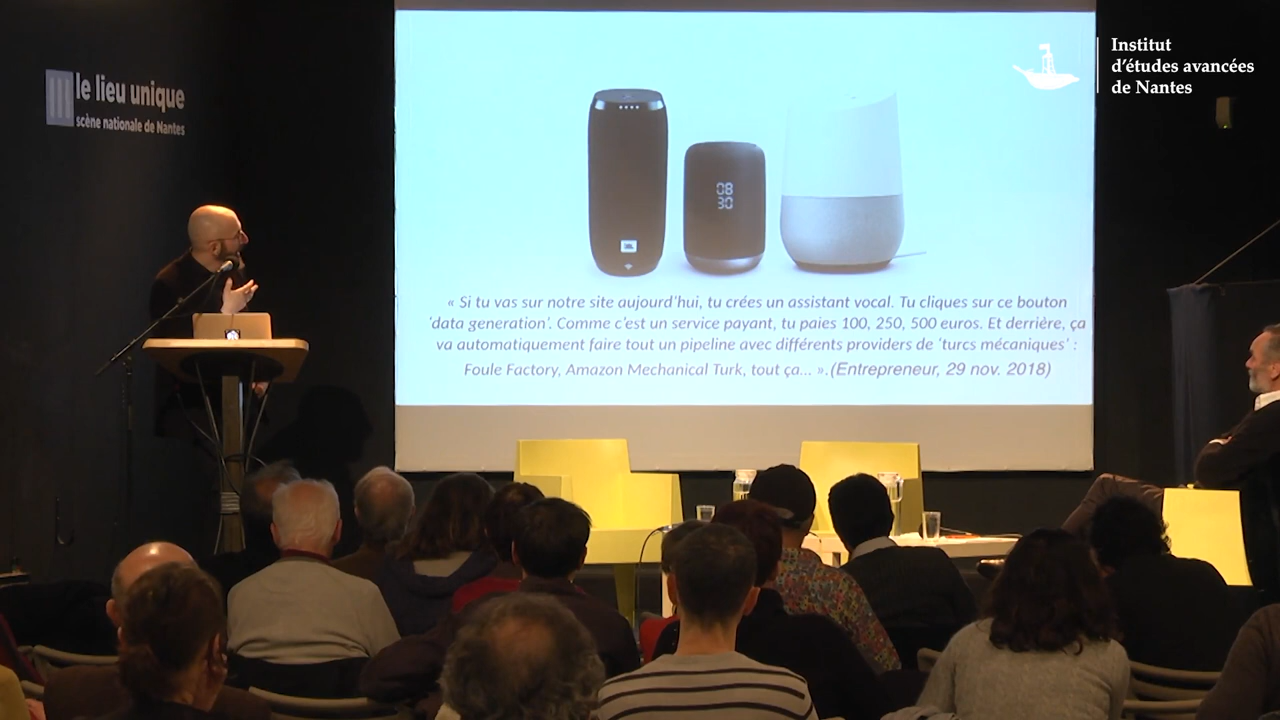 le lieu unique
scène nationale de Nantes
Institut
d'études avancées
de Nantes
08
30
JBL
« Si tu vas sur notre site aujourd'hui, tu crées un assistant vocal. Tu cliques sur ce bouton
'data generation'. Comme c'est un service payant, tu paies 100, 250, 500 euros. Et derrière, ça
va automatiquement faire tout un pipeline avec différents providers de 'turcs mécaniques' :
Foule Factory, Amazon Mechanical Turk, tout ça... ».(Entrepreneur, 29 nov. 2018)